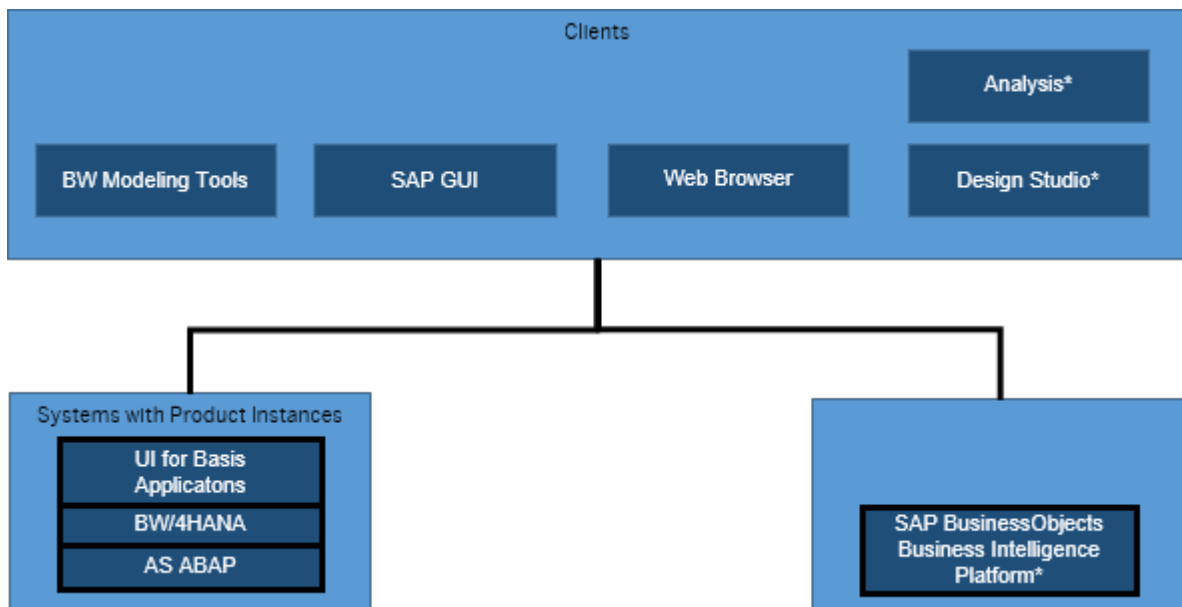 Clients
Analysis*
BW Modeling Tools
SAP GUI
Web Browser
Design Studio*
Systems with Product Instances
UI for Basis
Applicatons
BW/4HANA
AS ABAP
SAP BusinessObjects
Business Intelligence
Platform*